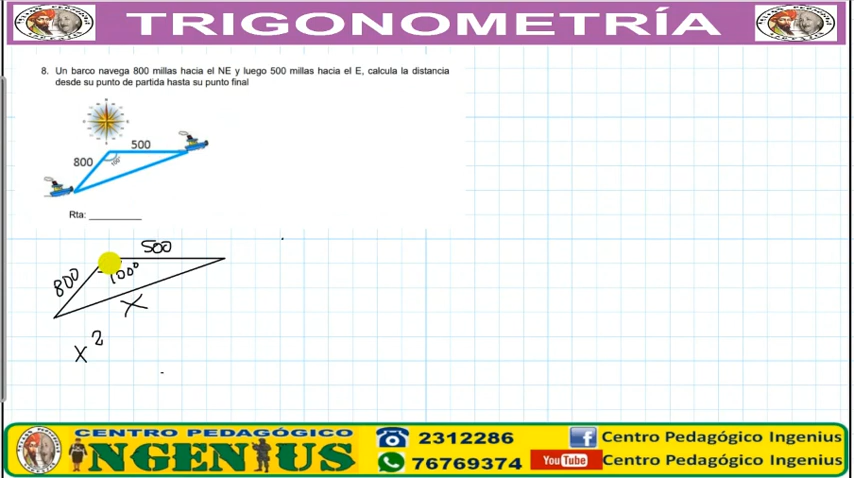 TRIGONOMETRÍA
8. Un barco navega 800 millas hacia el NE y luego 500 millas hacia el E, calcula la distancia
desde su punto de partida hasta su punto final
500
800
Rta: __________
500
800
100°
X
X²
CENTRO PEDAGÓGICO
INGENIUS
2312286
76769374
f Centro Pedagógico Ingenius
YouTube Centro Pedagógico Ingenius